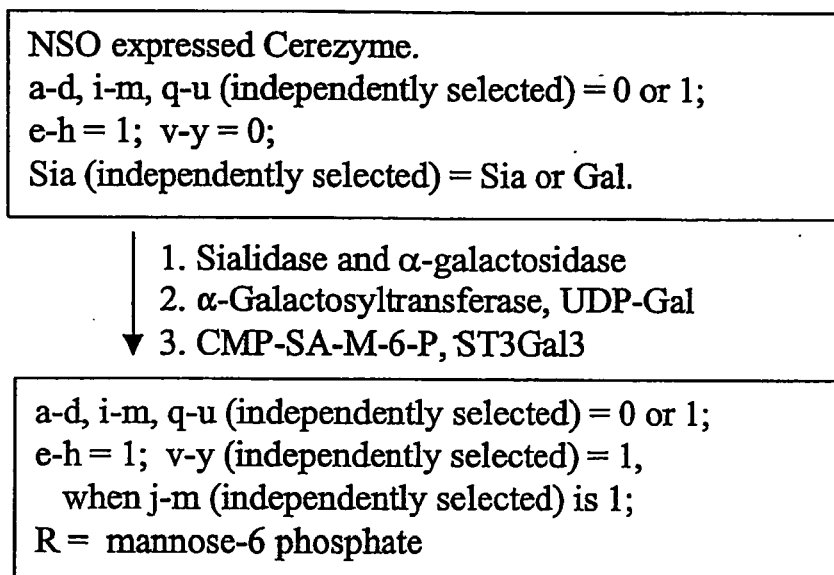 NSO expressed Cerezyme.
a-d, i-m, q-u (independently selected) = 0 or 1;
e-h = 1; v-y = 0;
Sia (independently selected) = Sia or Gal.
1. Sialidase and α-galactosidase
2. α-Galactosyltransferase, UDP-Gal
3. CMP-SA-M-6-P, ST3Gal3
a-d, i-m, q-u (independently selected) = 0 or 1;
e-h = 1; v-y (independently selected) = 1,
when j-m (independently selected) is 1;
R = mannose-6 phosphate